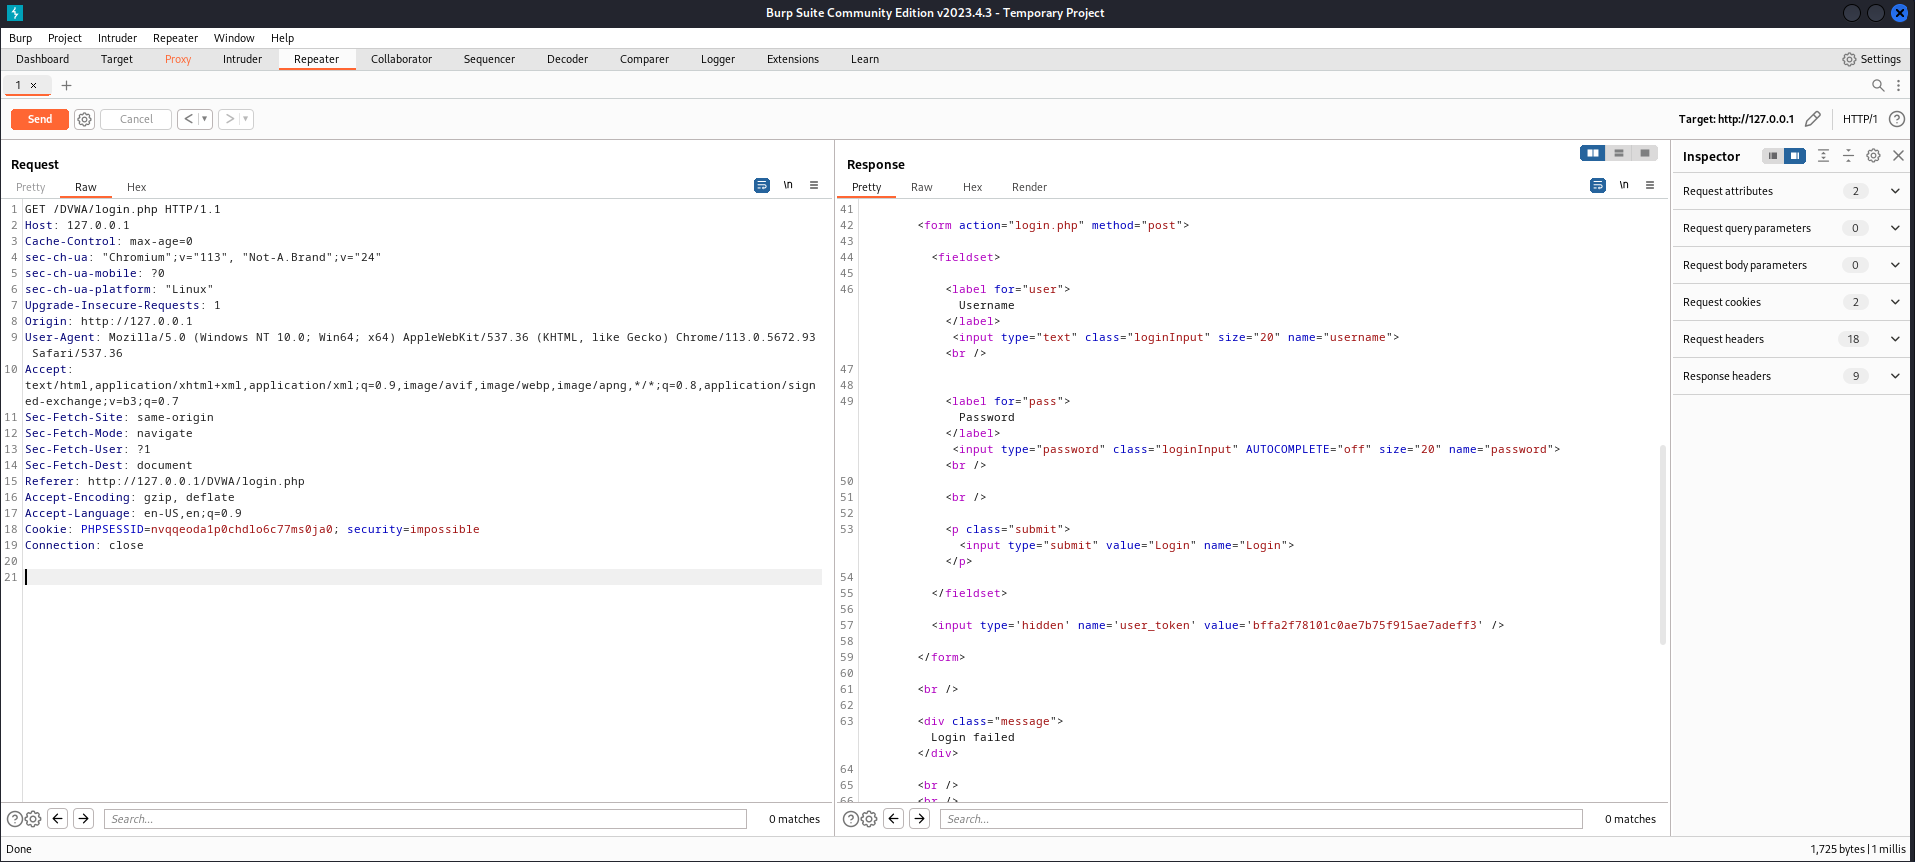 Burp Suite Community Edition v2023.4.3 - Temporary Project
Burp Project Intruder Repeater Window Help
Dashboard Target Proxy Intruder Repeater Collaborator Sequencer Decoder Comparer Logger Extensions Learn Settings
1 × +
Send Cancel < > Target: http://127.0.0.1 HTTP/1 ?
Request
Pretty Raw Hex \n
1 GET /DVWA/login.php HTTP/1.1
2 Host: 127.0.0.1
3 Cache-Control: max-age=0
4 sec-ch-ua: "Chromium";v="113", "Not-A.Brand";v="24"
5 sec-ch-ua-mobile: ?0
6 sec-ch-ua-platform: "Linux"
7 Upgrade-Insecure-Requests: 1
8 Origin: http://127.0.0.1
9 User-Agent: Mozilla/5.0 (Windows NT 10.0; Win64; x64) AppleWebKit/537.36 (KHTML, like Gecko) Chrome/113.0.5672.93
Safari/537.36
10 Accept:
text/html,application/xhtml+xml,application/xml;q=0.9,image/avif,image/webp,image/apng,*/*;q=0.8,application/sign
ed-exchange;v=b3;q=0.7
11 Sec-Fetch-Site: same-origin
12 Sec-Fetch-Mode: navigate
13 Sec-Fetch-User: ?1
14 Sec-Fetch-Dest: document
15 Referer: http://127.0.0.1/DVWA/login.php
16 Accept-Encoding: gzip, deflate
17 Accept-Language: en-US,en;q=0.9
18 Cookie: PHPSESSID=nvqqeoda1p0chdlo6c77ms0ja0; security=impossible
19 Connection: close
20
21
? Search... 0 matches
Response
Pretty Raw Hex Render \n
41
42 <form action="login.php" method="post">
43
44 <fieldset>
45
46 <label for="user">
Username
</label>
<input type="text" class="loginInput" size="20" name="username">
<br />
47
48
49 <label for="pass">
Password
</label>
<input type="password" class="loginInput" AUTOCOMPLETE="off" size="20" name="password">
<br />
50
51 <br />
52
53 <p class="submit">
<input type="submit" value="Login" name="Login">
</p>
54
55 </fieldset>
56
57 <input type='hidden' name='user_token' value='bffa2f78101c0ae7b75f915ae7adeff3' />
58
59 </form>
60
61 <br />
62
63 <div class="message">
Login failed
</div>
64
65 <br />
66 <br />
? Search... 0 matches
Inspector
Request attributes 2
Request query parameters 0
Request body parameters 0
Request cookies 2
Request headers 18
Response headers 9
Done 1,725 bytes | 1 millis